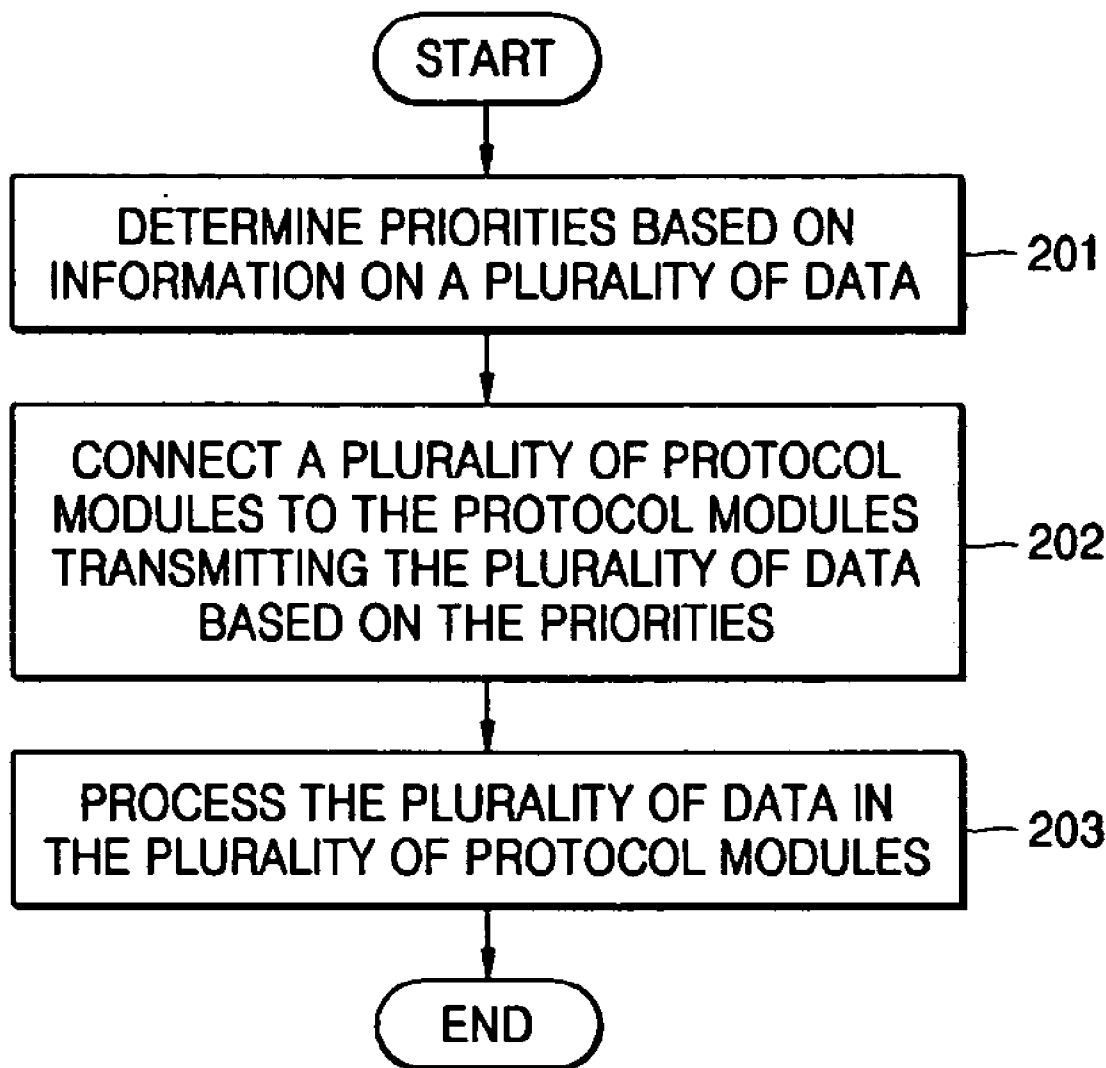 START
DETERMINE PRIORITIES BASED ON
INFORMATION ON A PLURALITY OF DATA
201
CONNECT A PLURALITY OF PROTOCOL
MODULES TO THE PROTOCOL MODULES
TRANSMITTING THE PLURALITY OF DATA
BASED ON THE PRIORITIES
202
PROCESS THE PLURALITY OF DATA IN
THE PLURALITY OF PROTOCOL MODULES
203
END